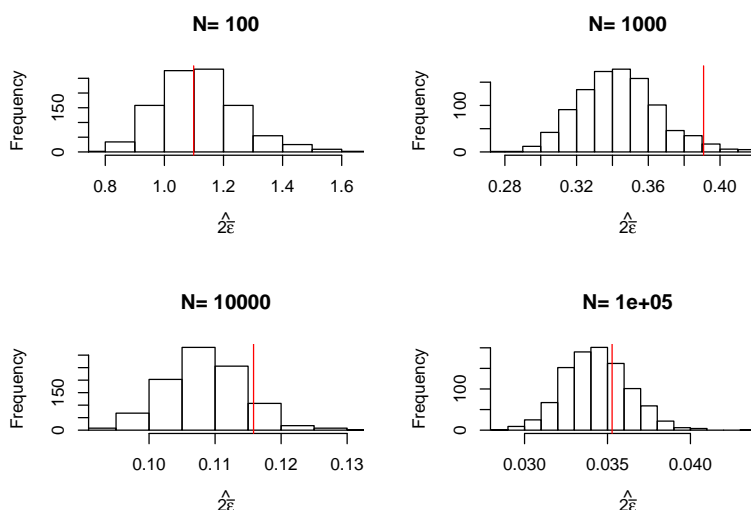 N= 100
Frequency
0 150
0.8 1.0 1.2 1.4 1.6
2ε̂
N= 1000
Frequency
0 100
0.28 0.32 0.36 0.40
2ε̂
N= 10000
Frequency
0 150
0.10 0.11 0.12 0.13
2ε̂
N= 1e+05
Frequency
0 100
0.030 0.035 0.040
2ε̂